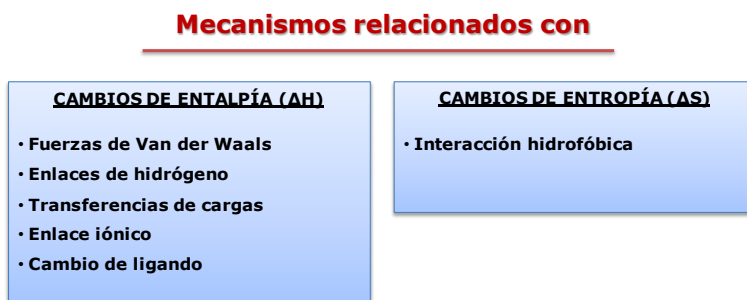 Mecanismos relacionados con
CAMBIOS DE ENTALPÍA (ΔH)
• Fuerzas de Van der Waals
• Enlaces de hidrógeno
• Transferencias de cargas
• Enlace iónico
• Cambio de ligando
CAMBIOS DE ENTROPÍA (ΔS)
• Interacción hidrofóbica